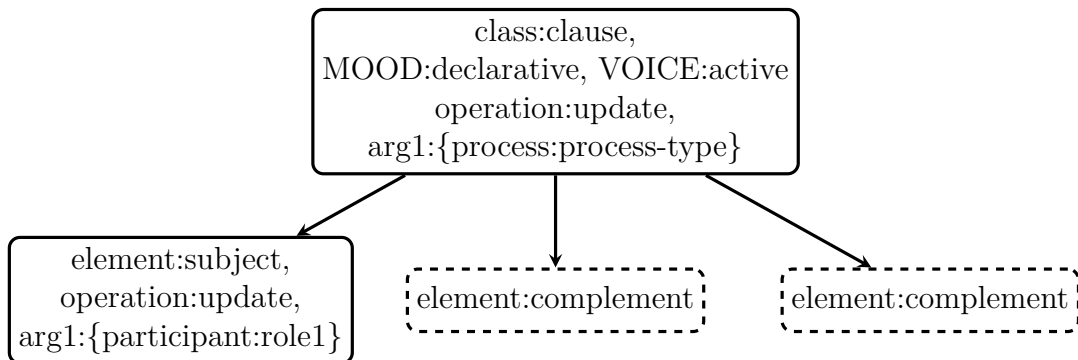 class:clause,
MOOD:declarative, VOICE:active
operation:update,
arg1:{process:process-type}
element:subject,
operation:update,
arg1:{participant:role1}
element:complement
element:complement